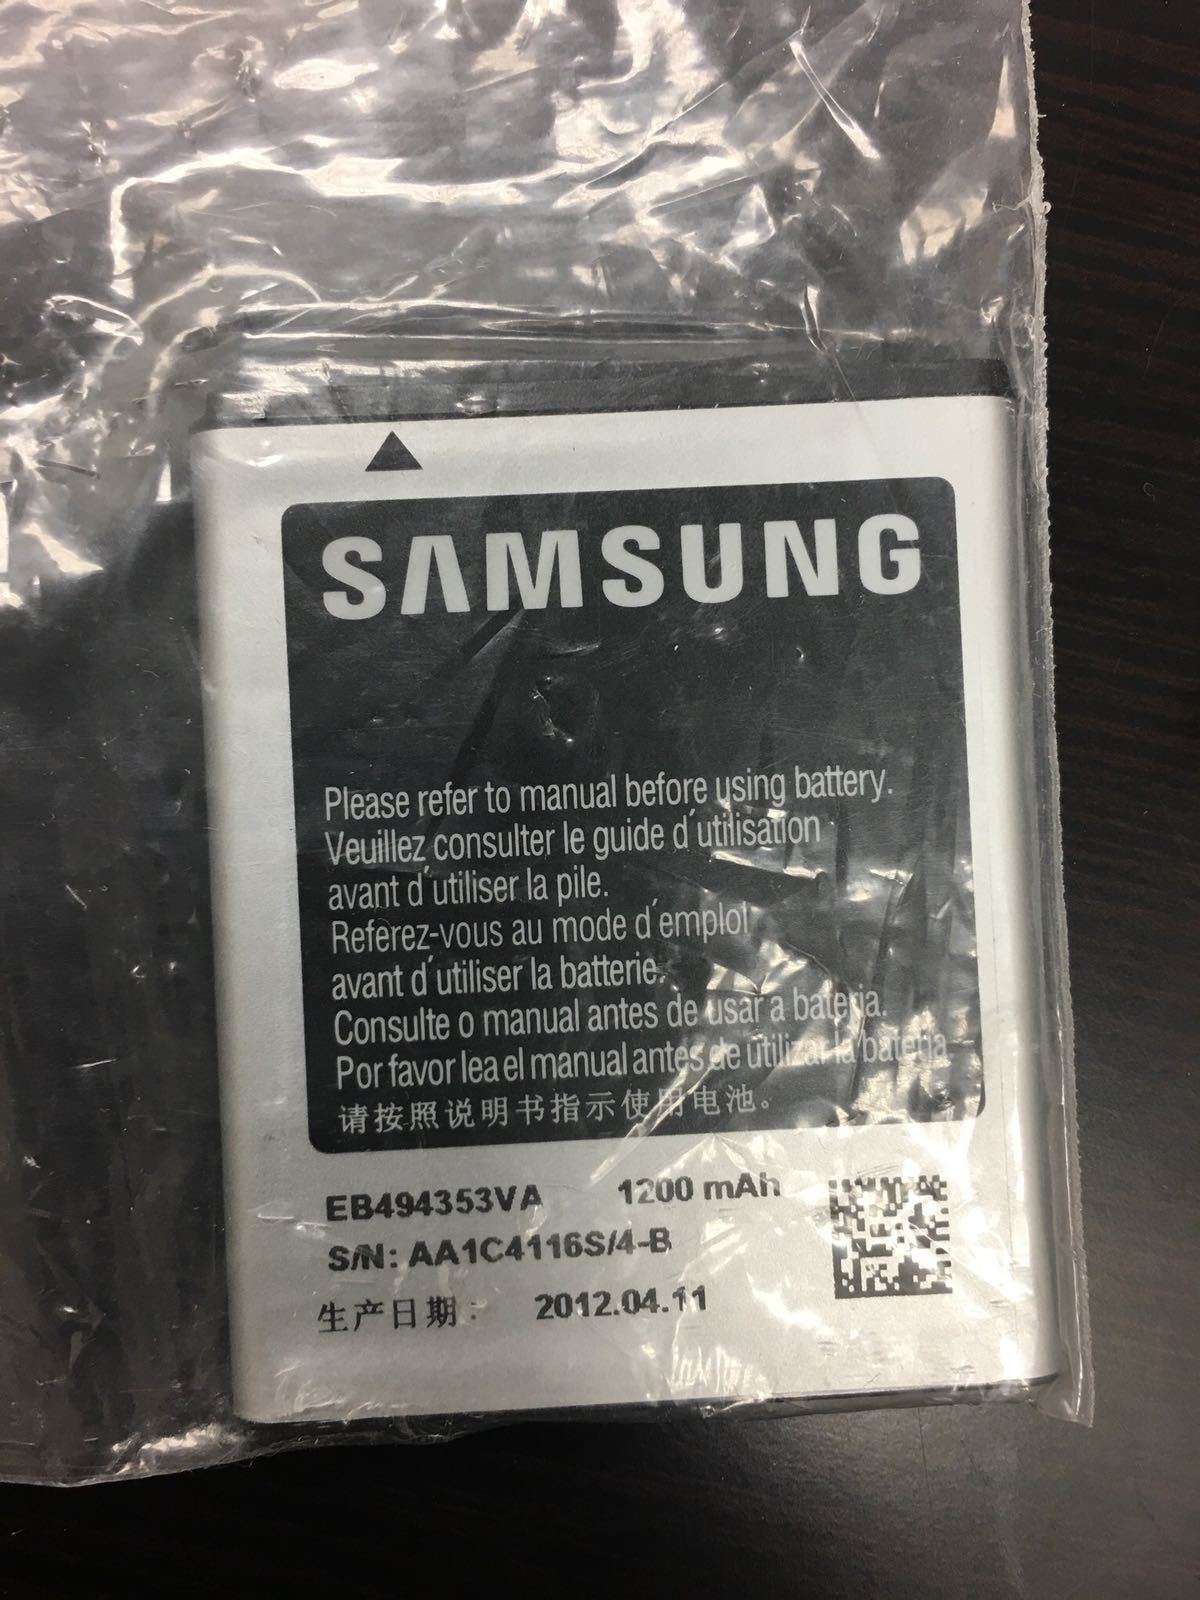 SAMSUNG
Please refer to manual before using battery.
Veuillez consulter le guide d'utilisation
avant d'utiliser la pile.
Referez-vous au mode d'emploi
avant d'utiliser la batterie.
Consulte o manual antes de usar a bateria.
Por favor lea el manual antes de utilizar la bateria
请按照说明书指示使用电池。
EB494353VA 1200 mAh
S/N: AA1C4116S/4-B
生产日期: 2012.04.11